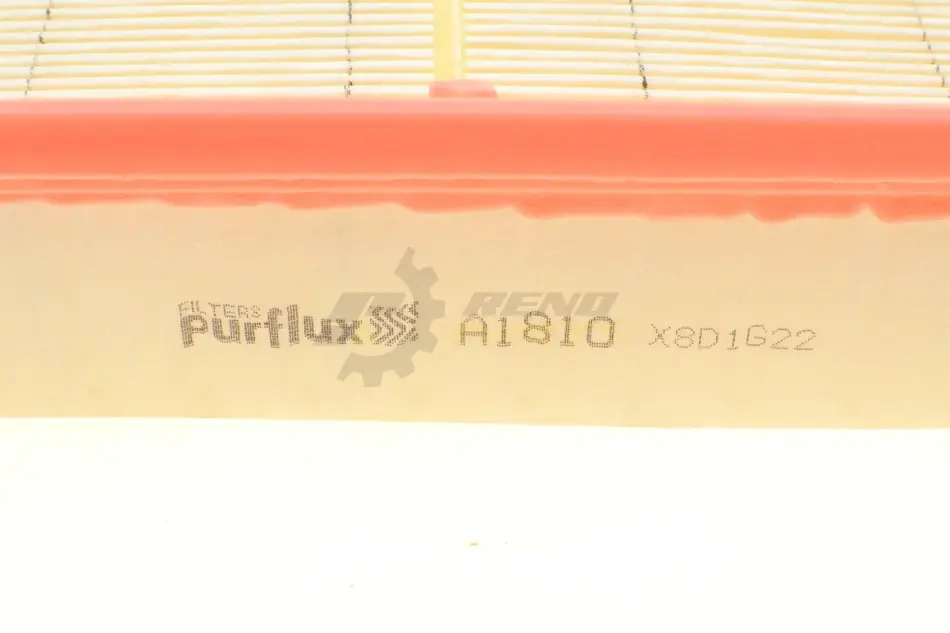 FILTERS
Purflux A1810 X8D1G22
RENO